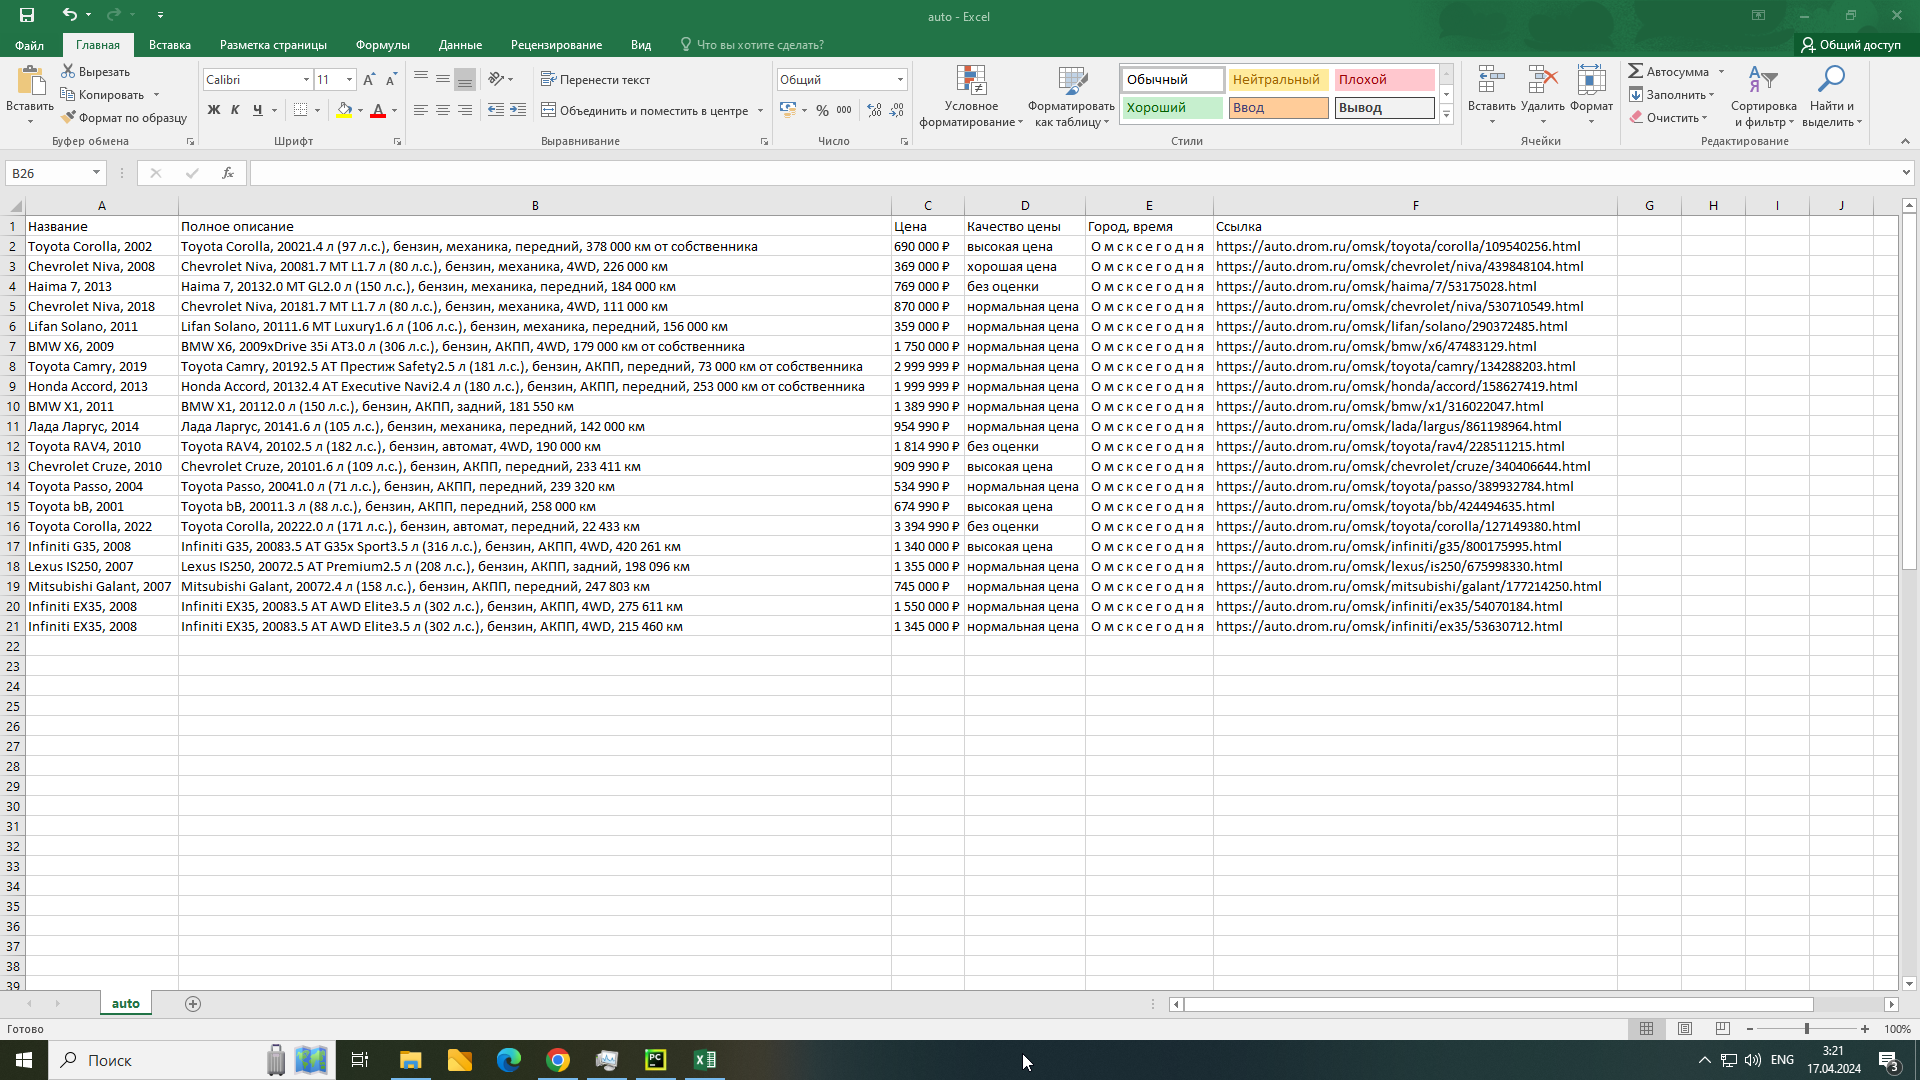 auto - Excel
Файл Главная Вставка Разметка страницы Формулы Данные Рецензирование Вид Что вы хотите сделать? Общий доступ
Вставить
Вырезать
Копировать
Формат по образцу
Буфер обмена
Calibri 11
Ж К Ч
Шрифт
Перенести текст
Объединить и поместить в центре
Выравнивание
Общий
% 000
Число
Условное форматирование
Форматировать как таблицу
Обычный Нейтральный Плохой
Хороший Ввод Вывод
Стили
Вставить Удалить Формат
Ячейки
Автосумма
Заполнить
Очистить
Сортировка и фильтр
Найти и выделить
Редактирование
B26 fx
A B C D E F G H I J
1 Название Полное описание Цена Качество цены Город, время Ссылка
2 Toyota Corolla, 2002 Toyota Corolla, 20021.4 л (97 л.с.), бензин, механика, передний, 378 000 км от собственника 690 000 ₽ высокая цена О м с к с е г о д н я https://auto.drom.ru/omsk/toyota/corolla/109540256.html
3 Chevrolet Niva, 2008 Chevrolet Niva, 20081.7 MT L1.7 л (80 л.с.), бензин, механика, 4WD, 226 000 км 369 000 ₽ хорошая цена О м с к с е г о д н я https://auto.drom.ru/omsk/chevrolet/niva/439848104.html
4 Haima 7, 2013 Haima 7, 20132.0 MT GL2.0 л (150 л.с.), бензин, механика, передний, 184 000 км 769 000 ₽ без оценки О м с к с е г о д н я https://auto.drom.ru/omsk/haima/7/53175028.html
5 Chevrolet Niva, 2018 Chevrolet Niva, 20181.7 MT L1.7 л (80 л.с.), бензин, механика, 4WD, 111 000 км 870 000 ₽ нормальная цена О м с к с е г о д н я https://auto.drom.ru/omsk/chevrolet/niva/530710549.html
6 Lifan Solano, 2011 Lifan Solano, 20111.6 MT Luxury1.6 л (106 л.с.), бензин, механика, передний, 156 000 км 359 000 ₽ нормальная цена О м с к с е г о д н я https://auto.drom.ru/omsk/lifan/solano/290372485.html
7 BMW X6, 2009 BMW X6, 2009xDrive 35i AT3.0 л (306 л.с.), бензин, АКПП, 4WD, 179 000 км от собственника 1 750 000 ₽ нормальная цена О м с к с е г о д н я https://auto.drom.ru/omsk/bmw/x6/47483129.html
8 Toyota Camry, 2019 Toyota Camry, 20192.5 AT Престиж Safety2.5 л (181 л.с.), бензин, АКПП, передний, 73 000 км от собственника 2 999 999 ₽ нормальная цена О м с к с е г о д н я https://auto.drom.ru/omsk/toyota/camry/134288203.html
9 Honda Accord, 2013 Honda Accord, 20132.4 AT Executive Navi2.4 л (180 л.с.), бензин, АКПП, передний, 253 000 км от собственника 1 999 999 ₽ нормальная цена О м с к с е г о д н я https://auto.drom.ru/omsk/honda/accord/158627419.html
10 BMW X1, 2011 BMW X1, 20112.0 л (150 л.с.), бензин, АКПП, задний, 181 550 км 1 389 990 ₽ нормальная цена О м с к с е г о д н я https://auto.drom.ru/omsk/bmw/x1/316022047.html
11 Лада Ларгус, 2014 Лада Ларгус, 20141.6 л (105 л.с.), бензин, механика, передний, 142 000 км 954 990 ₽ нормальная цена О м с к с е г о д н я https://auto.drom.ru/omsk/lada/largus/861198964.html
12 Toyota RAV4, 2010 Toyota RAV4, 20102.5 л (182 л.с.), бензин, автомат, 4WD, 190 000 км 1 814 990 ₽ без оценки О м с к с е г о д н я https://auto.drom.ru/omsk/toyota/rav4/228511215.html
13 Chevrolet Cruze, 2010 Chevrolet Cruze, 20101.6 л (109 л.с.), бензин, АКПП, передний, 233 411 км 909 990 ₽ высокая цена О м с к с е г о д н я https://auto.drom.ru/omsk/chevrolet/cruze/340406644.html
14 Toyota Passo, 2004 Toyota Passo, 20041.0 л (71 л.с.), бензин, АКПП, передний, 239 320 км 534 990 ₽ нормальная цена О м с к с е г о д н я https://auto.drom.ru/omsk/toyota/passo/389932784.html
15 Toyota bB, 2001 Toyota bB, 20011.3 л (88 л.с.), бензин, АКПП, передний, 258 000 км 674 990 ₽ высокая цена О м с к с е г о д н я https://auto.drom.ru/omsk/toyota/bb/424494635.html
16 Toyota Corolla, 2022 Toyota Corolla, 20222.0 л (171 л.с.), бензин, автомат, передний, 22 433 км 3 394 990 ₽ без оценки О м с к с е г о д н я https://auto.drom.ru/omsk/toyota/corolla/127149380.html
17 Infiniti G35, 2008 Infiniti G35, 20083.5 AT G35x Sport3.5 л (316 л.с.), бензин, АКПП, 4WD, 420 261 км 1 340 000 ₽ высокая цена О м с к с е г о д н я https://auto.drom.ru/omsk/infiniti/g35/800175995.html
18 Lexus IS250, 2007 Lexus IS250, 20072.5 AT Premium2.5 л (208 л.с.), бензин, АКПП, задний, 198 096 км 1 355 000 ₽ нормальная цена О м с к с е г о д н я https://auto.drom.ru/omsk/lexus/is250/675998330.html
19 Mitsubishi Galant, 2007 Mitsubishi Galant, 20072.4 л (158 л.с.), бензин, АКПП, передний, 247 803 км 745 000 ₽ нормальная цена О м с к с е г о д н я https://auto.drom.ru/omsk/mitsubishi/galant/177214250.html
20 Infiniti EX35, 2008 Infiniti EX35, 20083.5 AT AWD Elite3.5 л (302 л.с.), бензин, АКПП, 4WD, 275 611 км 1 550 000 ₽ нормальная цена О м с к с е г о д н я https://auto.drom.ru/omsk/infiniti/ex35/54070184.html
21 Infiniti EX35, 2008 Infiniti EX35, 20083.5 AT AWD Elite3.5 л (302 л.с.), бензин, АКПП, 4WD, 215 460 км 1 345 000 ₽ нормальная цена О м с к с е г о д н я https://auto.drom.ru/omsk/infiniti/ex35/53630712.html
22
23
24
25
26
27
28
29
30
31
32
33
34
35
36
37
38
39
auto
Готово 100%
Поиск PC ENG 3:21
17.04.2024 3